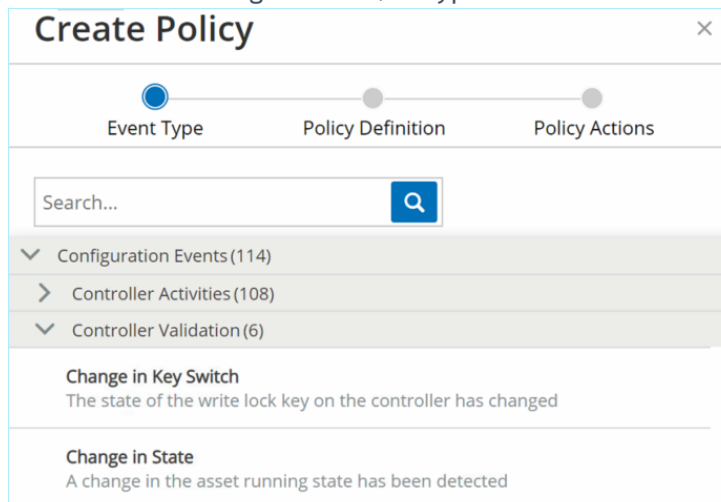 Create Policy
Event Type Policy Definition Policy Actions
Search...
Configuration Events (114)
Controller Activities (108)
Controller Validation (6)
Change in Key Switch
The state of the write lock key on the controller has changed
Change in State
A change in the asset running state has been detected